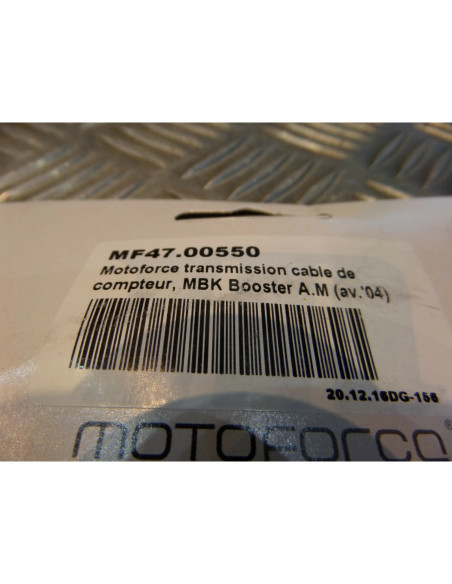 MF47.00550
Motoforce transmission cable de
compteur, MBK Booster A.M (av.'04)
20.12.16DG-156
MOTOFORCE®